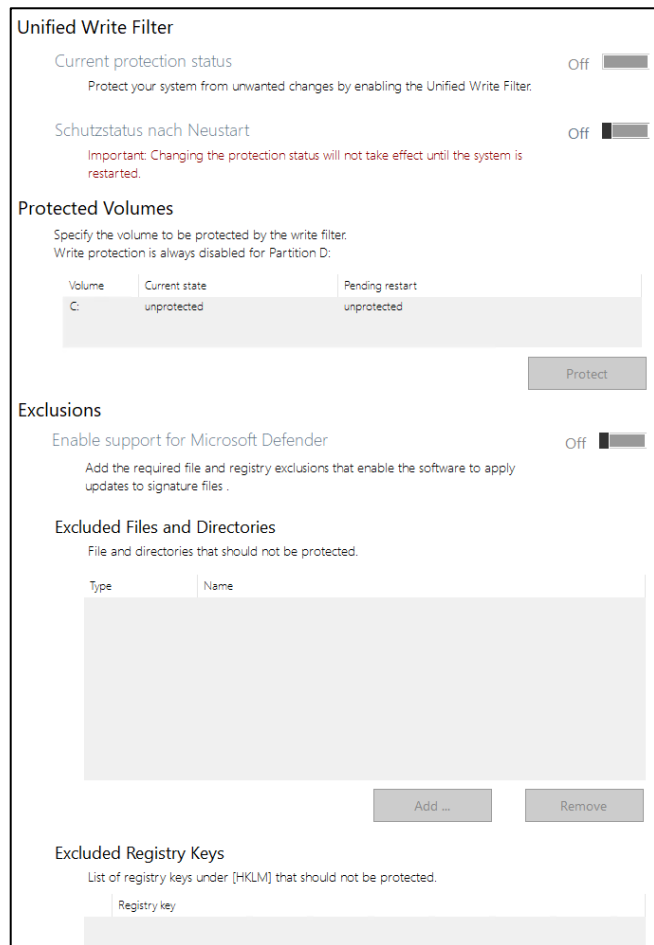 Unified Write Filter
Current protection status
Off
Protect your system from unwanted changes by enabling the Unified Write Filter.
Schutzstatus nach Neustart
Off
Important: Changing the protection status will not take effect until the system is
restarted.
Protected Volumes
Specify the volume to be protected by the write filter.
Write protection is always disabled for Partition D:
Volume Current state Pending restart
C: unprotected unprotected
Protect
Exclusions
Enable support for Microsoft Defender
Off
Add the required file and registry exclusions that enable the software to apply
updates to signature files .
Excluded Files and Directories
File and directories that should not be protected.
Type Name
Add ... Remove
Excluded Registry Keys
List of registry keys under [HKLM] that should not be protected.
Registry key